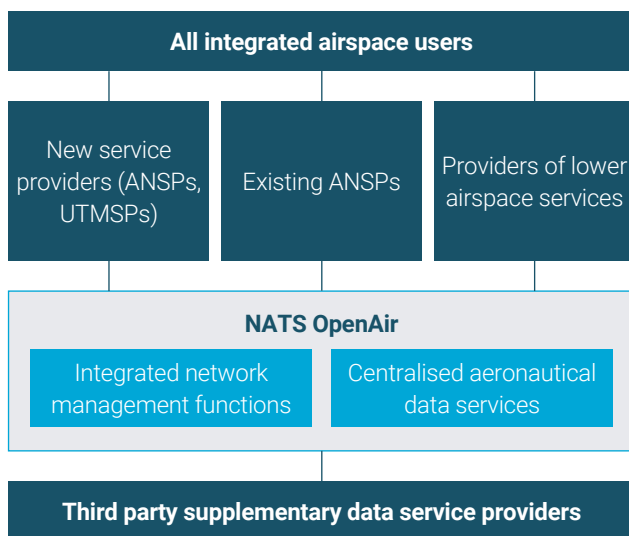 All integrated airspace users
New service
providers (ANSPs,
UTMSPs)
Existing ANSPs
Providers of lower
airspace services
NATS OpenAir
Integrated network
management functions
Centralised aeronautical
data services
Third party supplementary data service providers